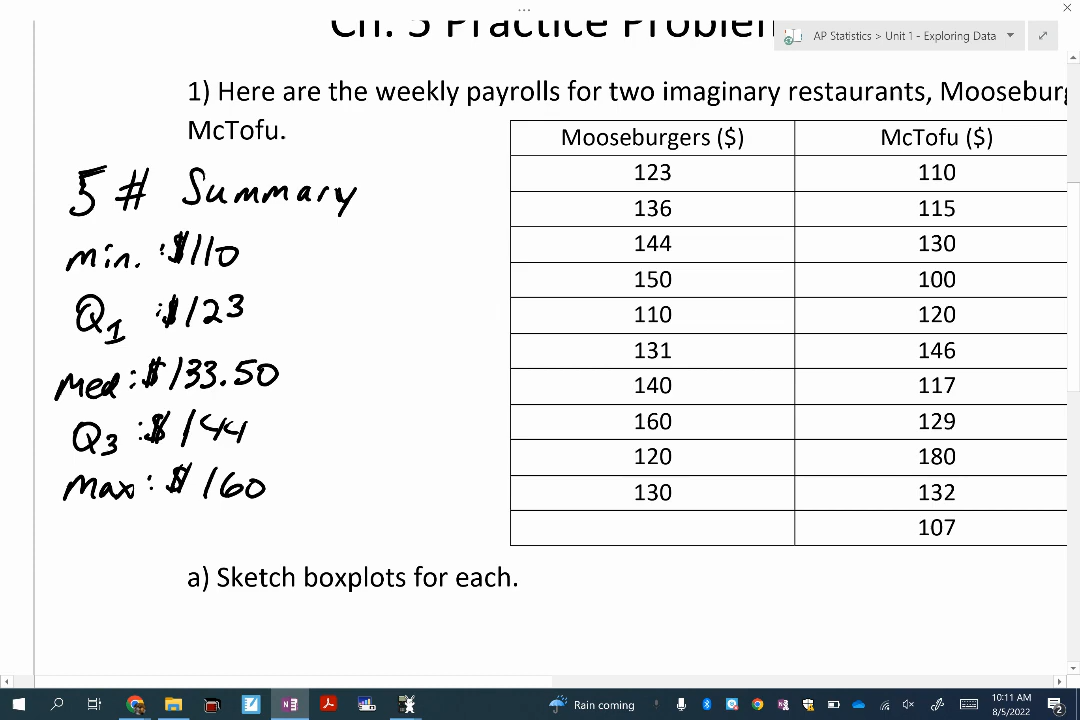 Ch. 5 Practice Problem
AP Statistics > Unit 1 - Exploring Data
1) Here are the weekly payrolls for two imaginary restaurants, Mooseburg
McTofu.
5 # Summary
min. : $110
Q1 : $123
Med : $133.50
Q3 : $144
max : $160
Mooseburgers ($) McTofu ($)
123 110
136 115
144 130
150 100
110 120
131 146
140 117
160 129
120 180
130 132
107
a) Sketch boxplots for each.
Rain coming
10:11 AM
8/5/2022
2